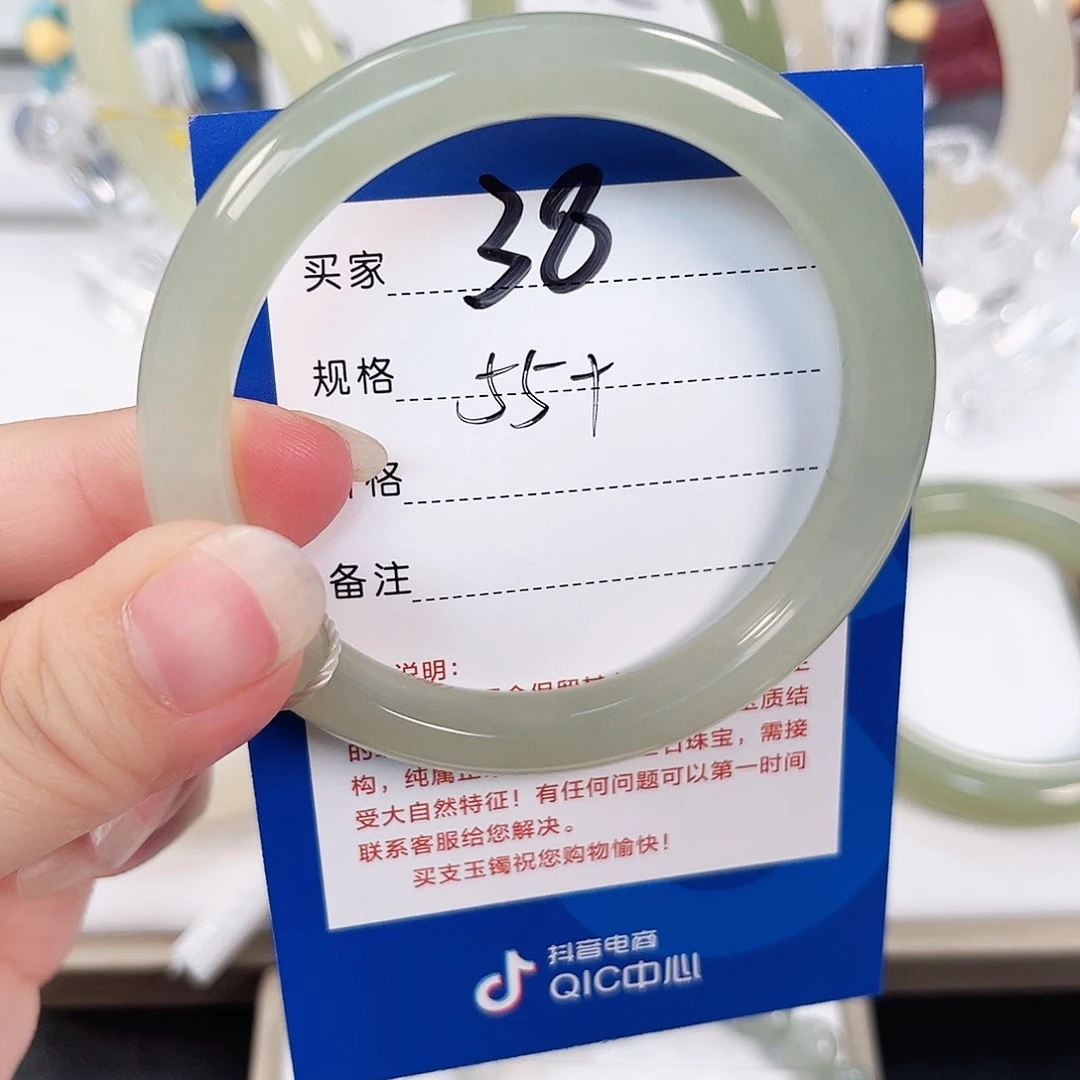 买家 38
规格 55+
格
备注
说明:
质结
的
构，纯属 珠宝，需接
受大自然特征！有任何问题可以第一时间
联系客服给您解决。
买支玉镯祝您购物愉快！
抖音电商
QIC中心